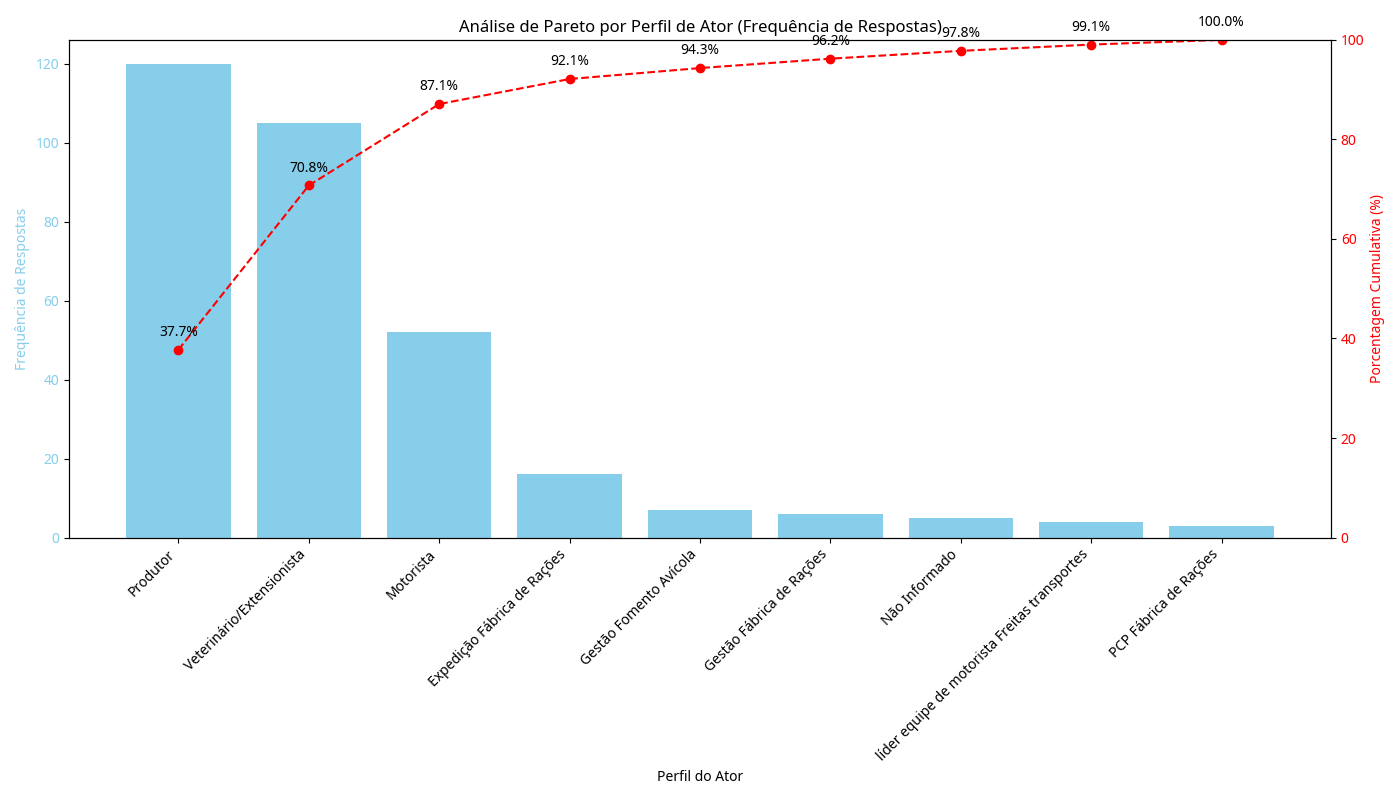 Análise de Pareto por Perfil de Ator (Frequência de Respostas)
37.7%
70.8%
87.1%
92.1%
94.3%
96.2%
97.8%
99.1%
100.0%
Frequência de Respostas
120
100
80
60
40
20
0
Porcentagem Cumulativa (%)
100
80
60
40
20
0
Produtor
Veterinário/Extensionista
Motorista
Expedição Fábrica de Rações
Gestão Fomento Avícola
Gestão Fábrica de Rações
Não Informado
líder equipe de motorista Freitas transportes
PCP Fábrica de Rações
Perfil do Ator